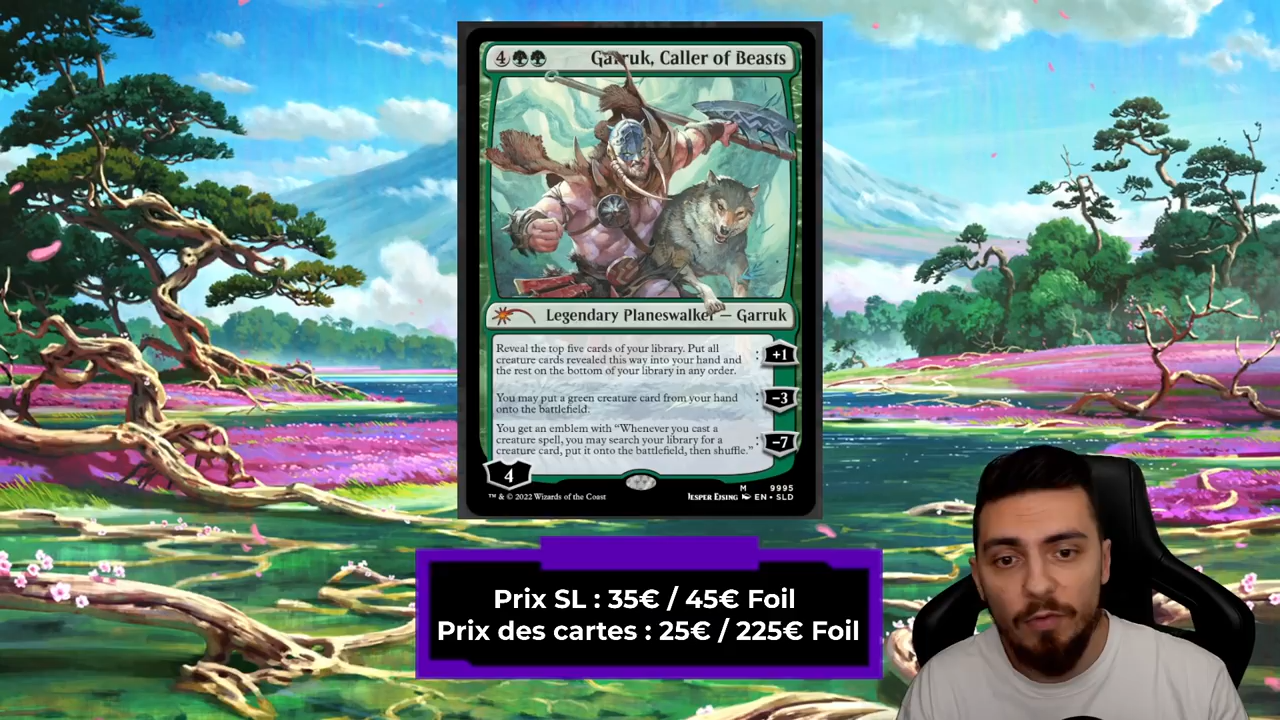 4 Garruk, Caller of Beasts
Legendary Planeswalker — Garruk
Reveal the top five cards of your library. Put all
creature cards revealed this way into your hand and
the rest on the bottom of your library in any order.
: +1
You may put a green creature card from your hand
onto the battlefield.
: −3
You get an emblem with “Whenever you cast a
creature spell, you may search your library for a
creature card, put it onto the battlefield, then shuffle.”
: −7
4
M 9995
™ & © 2022 Wizards of the Coast Jesper Ejsing EN • SLD
Prix SL : 35€ / 45€ Foil
Prix des cartes : 25€ / 225€ Foil